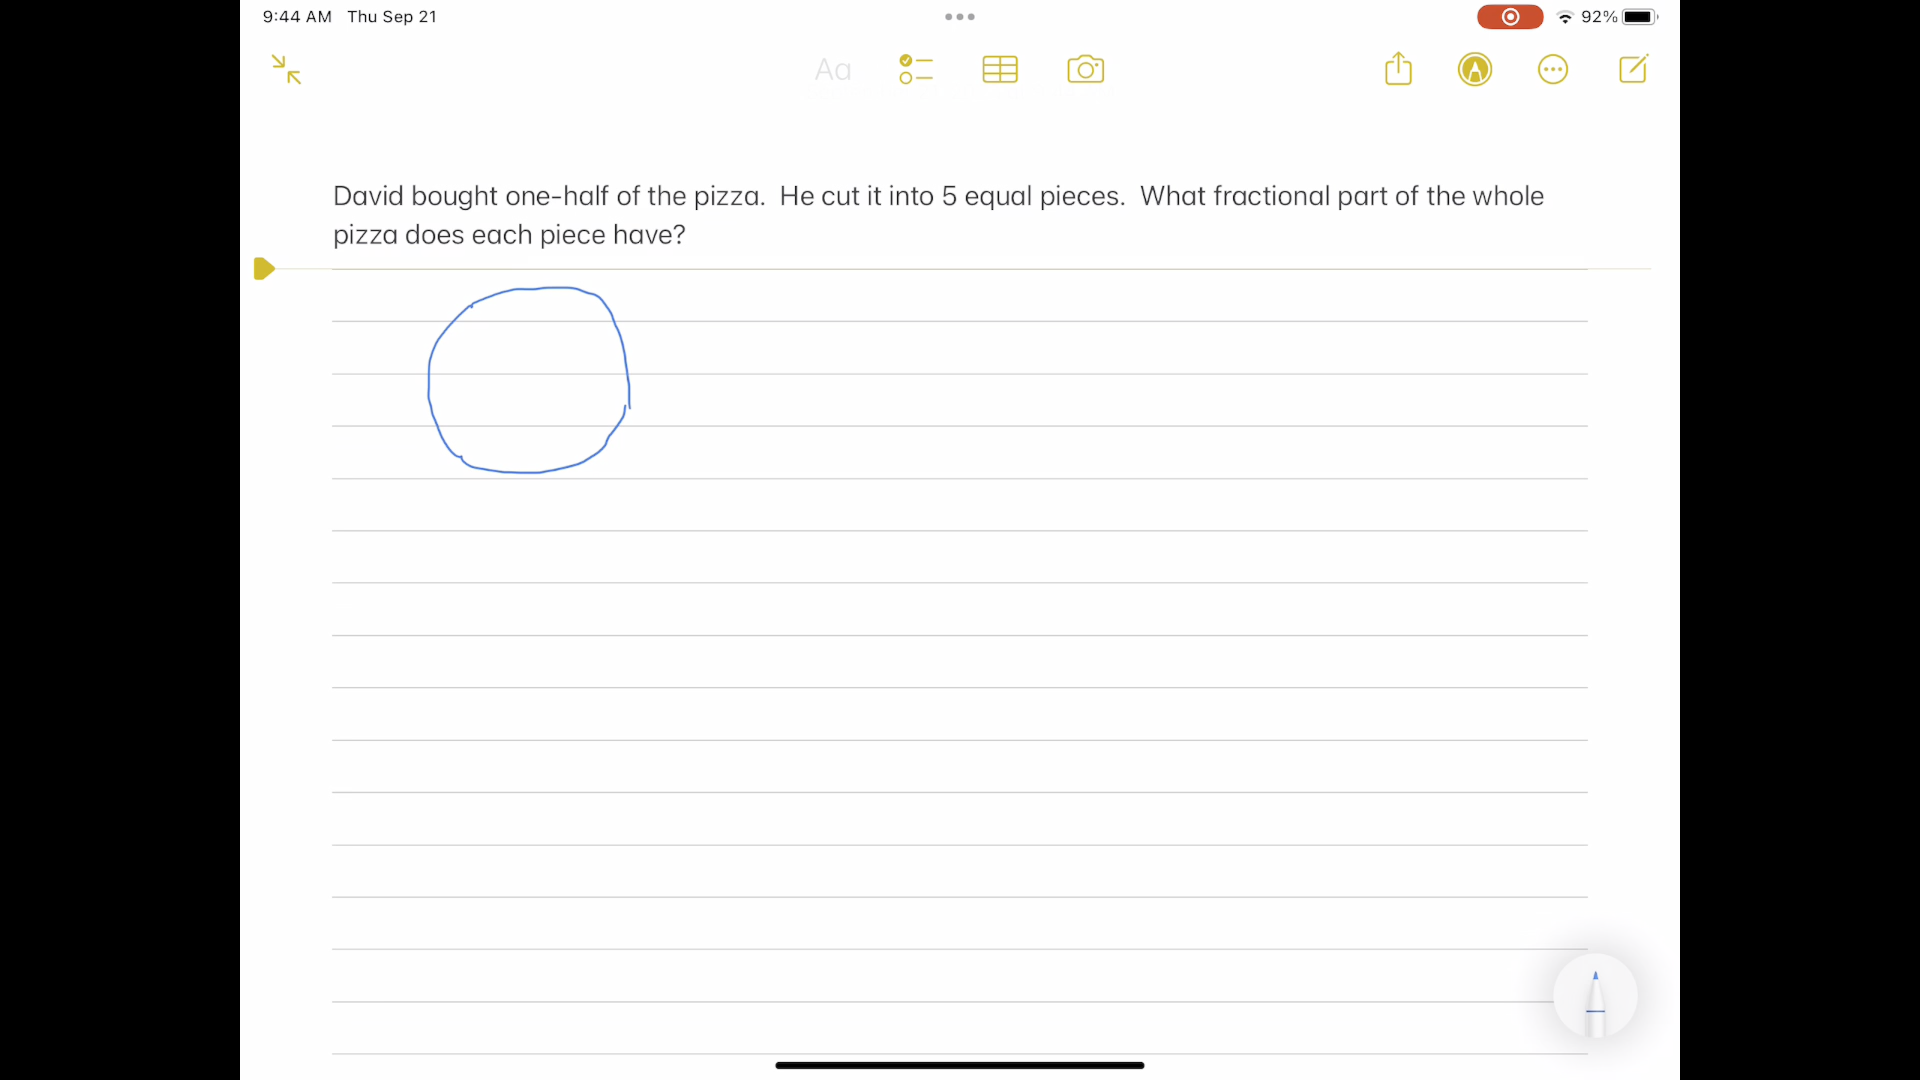 9:44 AM Thu Sep 21
92%
Aa
David bought one-half of the pizza. He cut it into 5 equal pieces. What fractional part of the whole
pizza does each piece have?